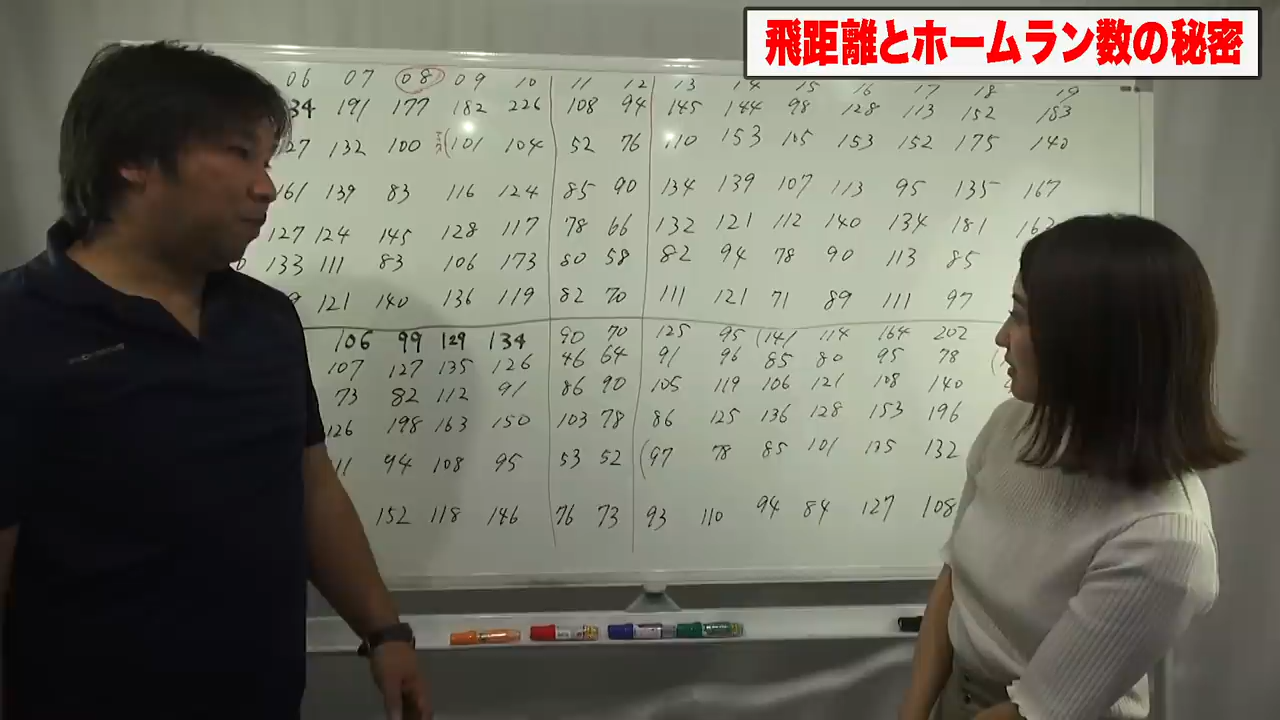 飛距離とホームラン数の秘密
06 07 08 09 10 11 12 13 14 15 16 17 18 19
34 191 177 182 226 108 94 145 144 98 128 113 152 183
27 132 100 (101 104 52 76 110 153 105 153 152 175 140
161 139 83 116 124 85 90 134 139 107 113 95 135 167
127 124 145 128 117 78 66 132 121 112 140 134 181 162
133 111 83 106 173 80 58 82 94 78 90 113 85
9 121 140 136 119 82 70 111 121 71 89 111 97
106 99 129 134 90 70 125 95 (141 114 164 202
107 127 135 126 46 64 91 96 85 80 95 78 (
73 82 112 91 86 90 105 119 106 121 108 140
126 198 163 150 103 78 86 125 136 128 153 196
11 94 108 95 53 52 (97 78 85 101 135 132
152 118 146 76 73 93 110 94 84 127 108